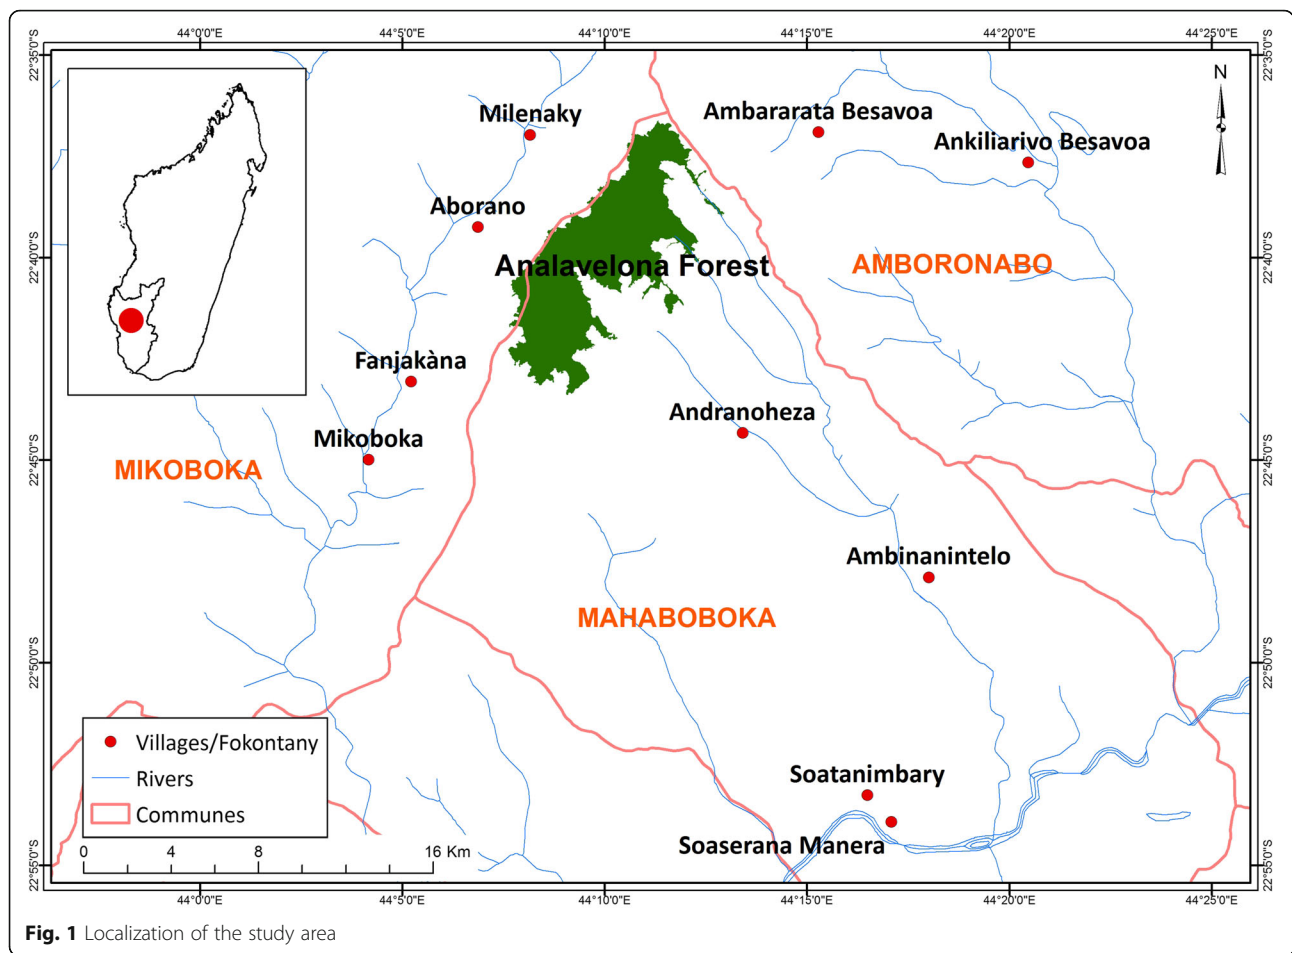 44°0'0"E 44°5'0"E 44°10'0"E 44°15'0"E 44°20'0"E 44°25'0"E
22°35'0"S 22°35'0"S
N
Milenaky
Ambararata Besavoa
Ankiliarivo Besavoa
Aborano
22°40'0"S 22°40'0"S
Analavelona Forest
AMBORONABO
Fanjakàna
Andranoheza
Mikoboka
MIKOBOKA
22°45'0"S 22°45'0"S
Ambinanintelo
MAHABOBOKA
22°50'0"S 22°50'0"S
Villages/Fokontany
Rivers
Communes
Soatanimbary
Soaserana Manera
0 4 8 16 Km
22°55'0"S 22°55'0"S
44°0'0"E 44°5'0"E 44°10'0"E 44°15'0"E 44°20'0"E 44°25'0"E
Fig. 1 Localization of the study area